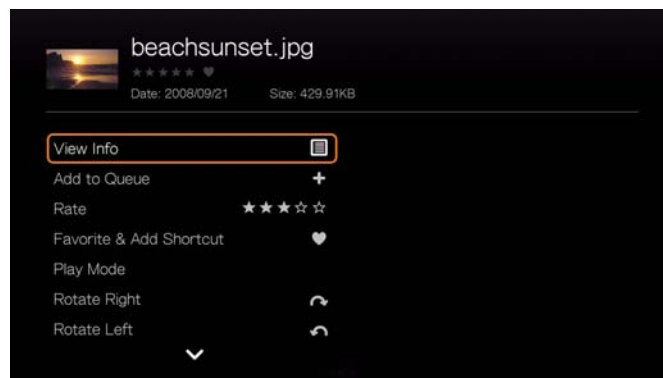 beachsunset.jpg
Date: 2008/09/21 Size: 429.91KB
View Info
Add to Queue
Rate
Favorite & Add Shortcut
Play Mode
Rotate Right
Rotate Left